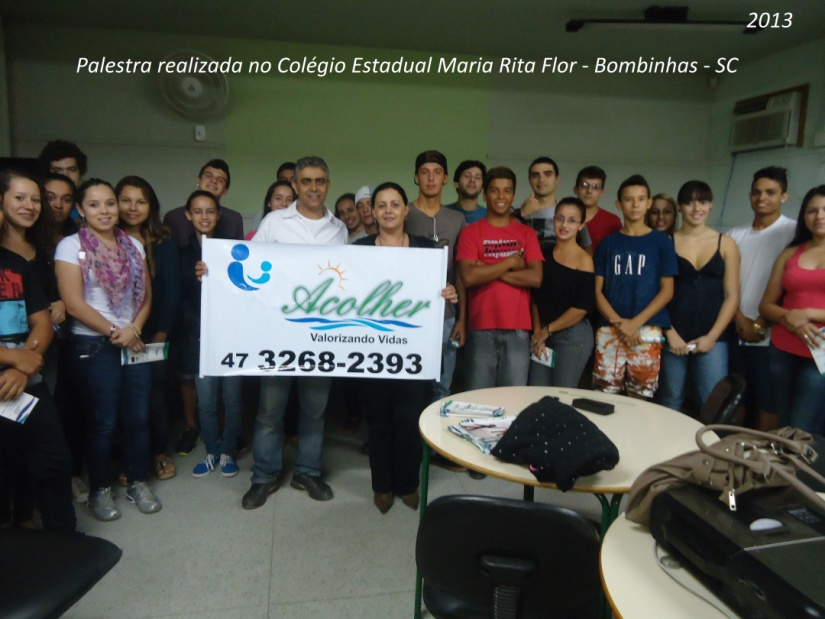 2013
Palestra realizada no Colégio Estadual Maria Rita Flor - Bombinhas - SC
Acolher
Valorizando Vidas
47 3268-2393
GAP